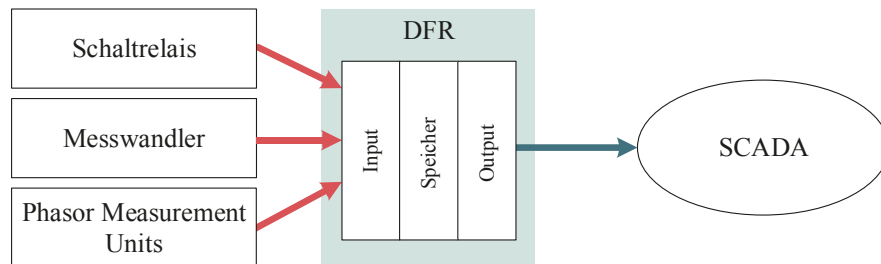 Schaltrelais
Messwandler
Phasor Measurement
Units
DFR
Input
Speicher
Output
SCADA